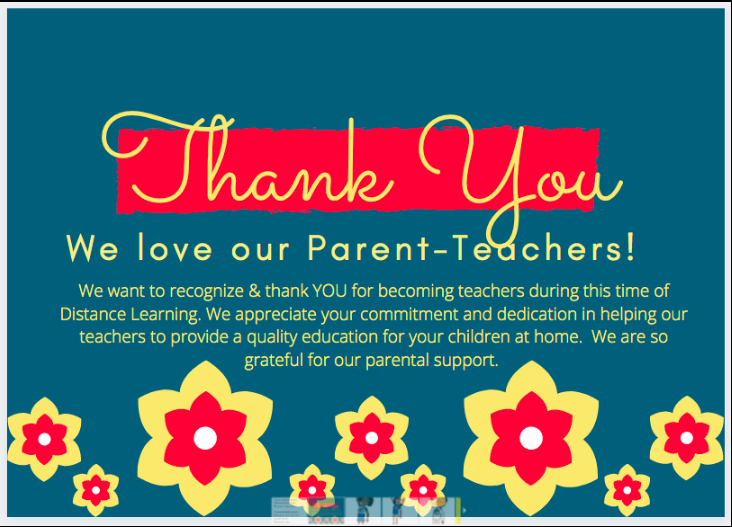 Thank You
We love our Parent-Teachers!
We want to recognize & thank YOU for becoming teachers during this time of
Distance Learning. We appreciate your commitment and dedication in helping our
teachers to provide a quality education for your children at home.  We are so
grateful for our parental support.